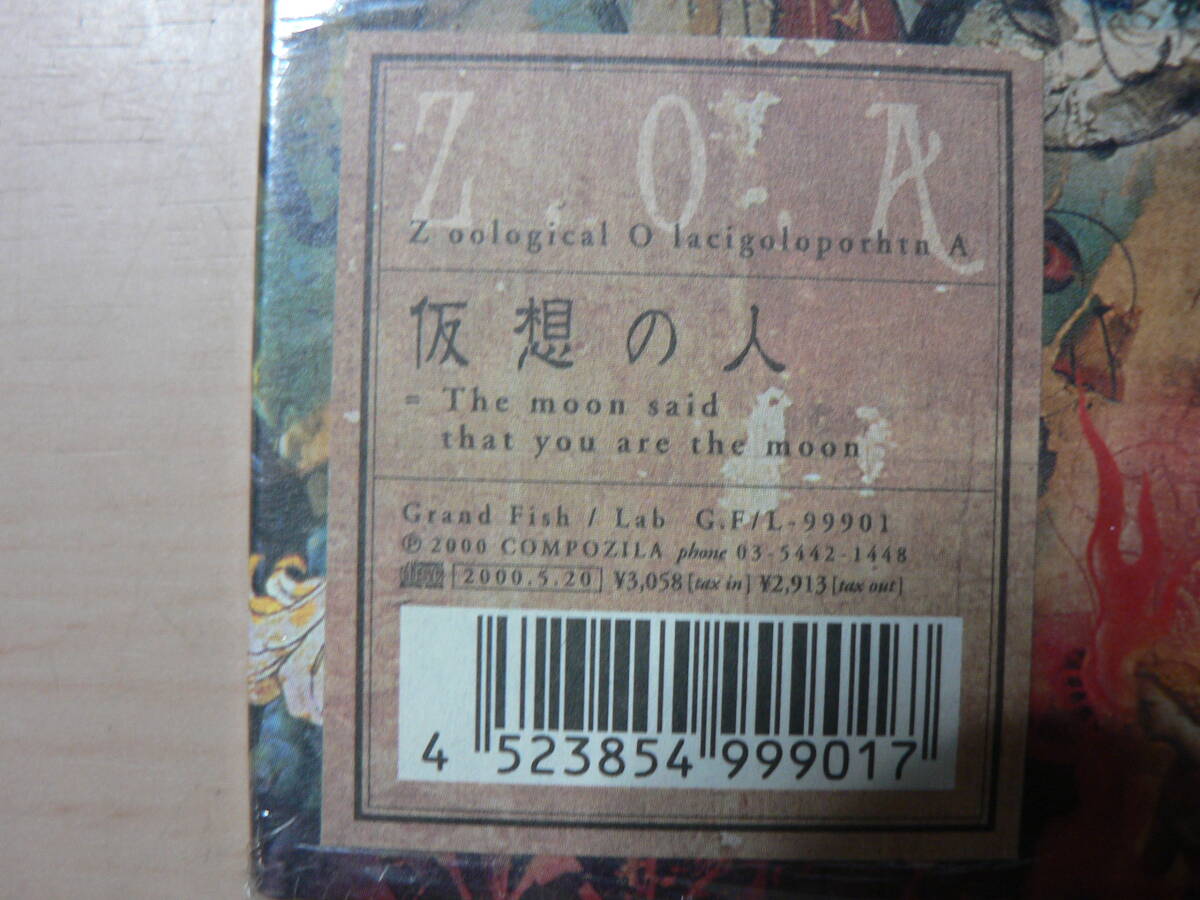 Z.O.A
Z oological O lacigoloporhtn A
仮想の人
= The moon said
that you are the moon
Grand Fish / Lab G.F/L-99901
℗ 2000 COMPOZILA phone 03-5442-1448
2000.5.20 ¥3,058 [tax in] ¥2,913 [tax out]
4 523854 999017